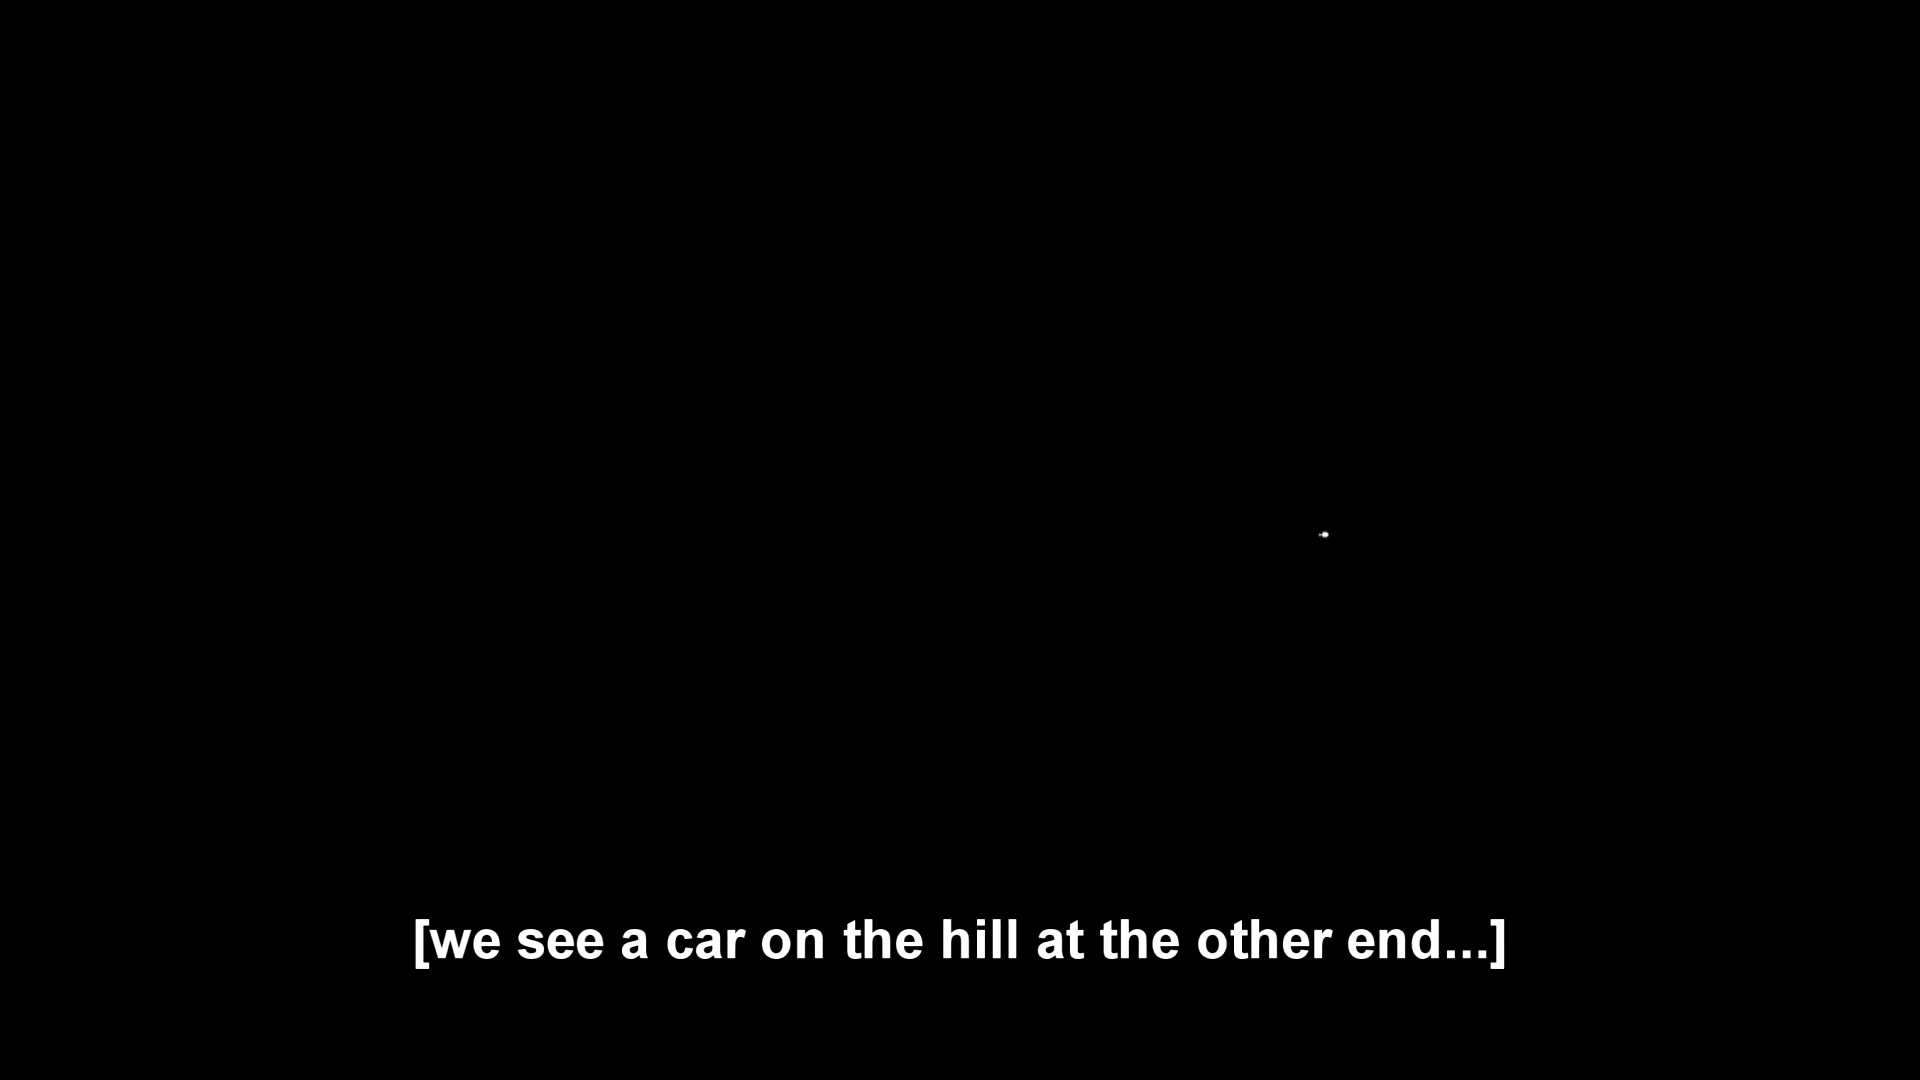 [we see a car on the hill at the other end...]